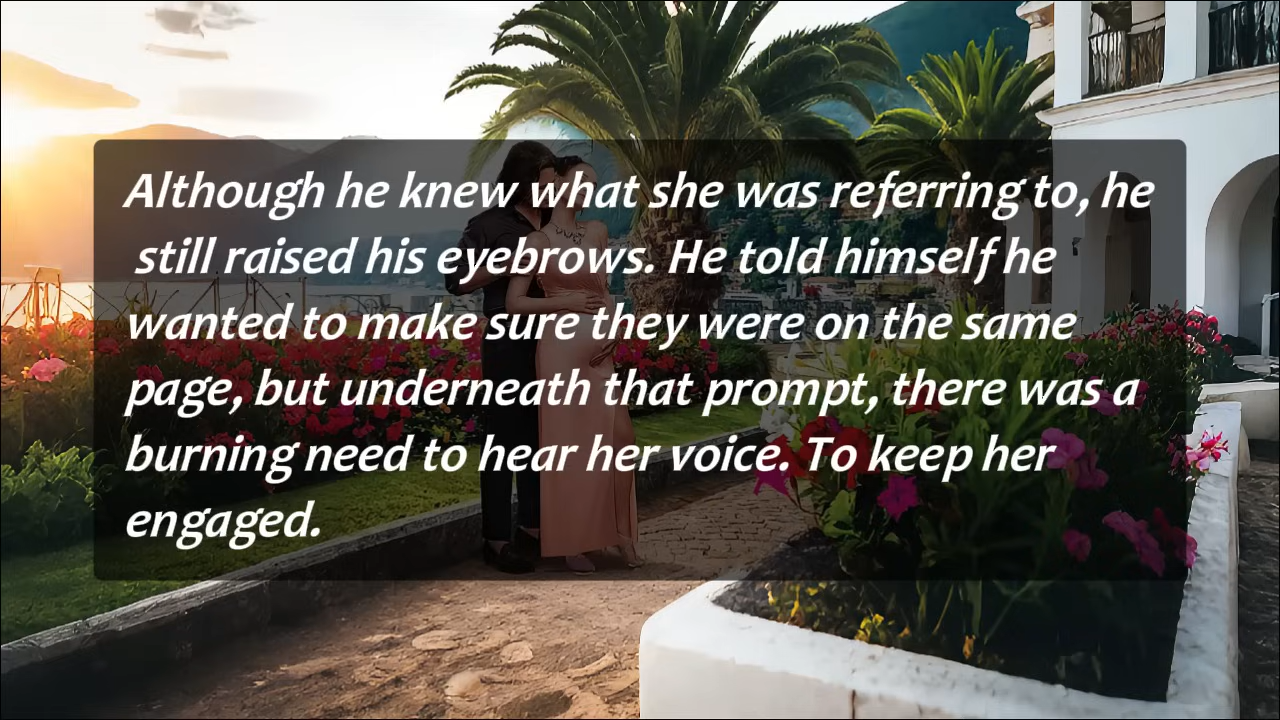 Although he knew what she was referring to, he
still raised his eyebrows. He told himself he
wanted to make sure they were on the same
page, but underneath that prompt, there was a
burning need to hear her voice. To keep her
engaged.